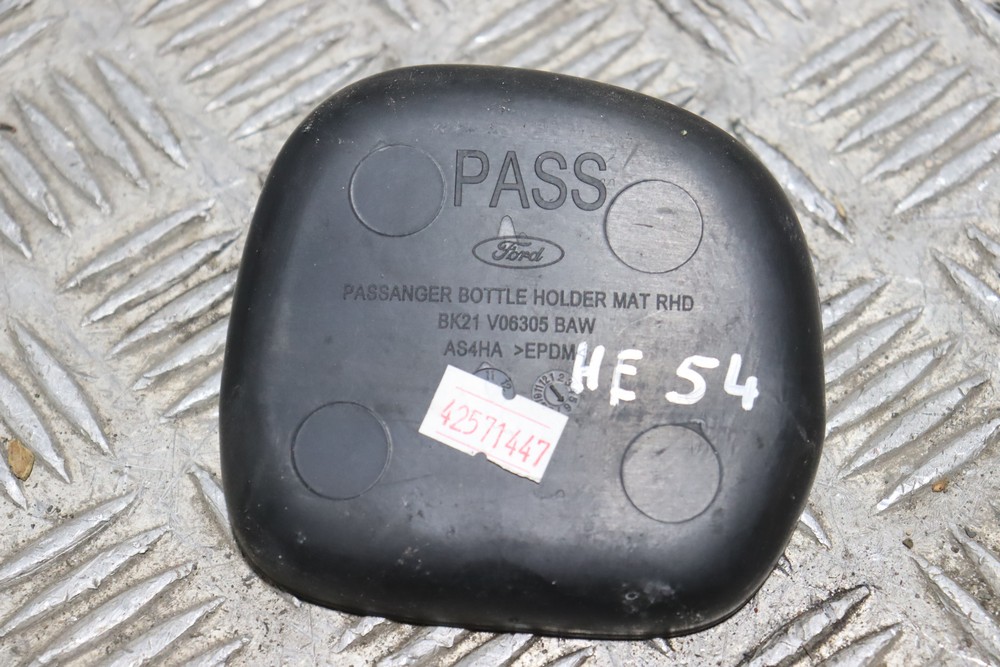 PASS
Ford
PASSANGER BOTTLE HOLDER MAT RHD
BK21 V06305 BAW
AS4HA >EPDM
HE 54
42571447